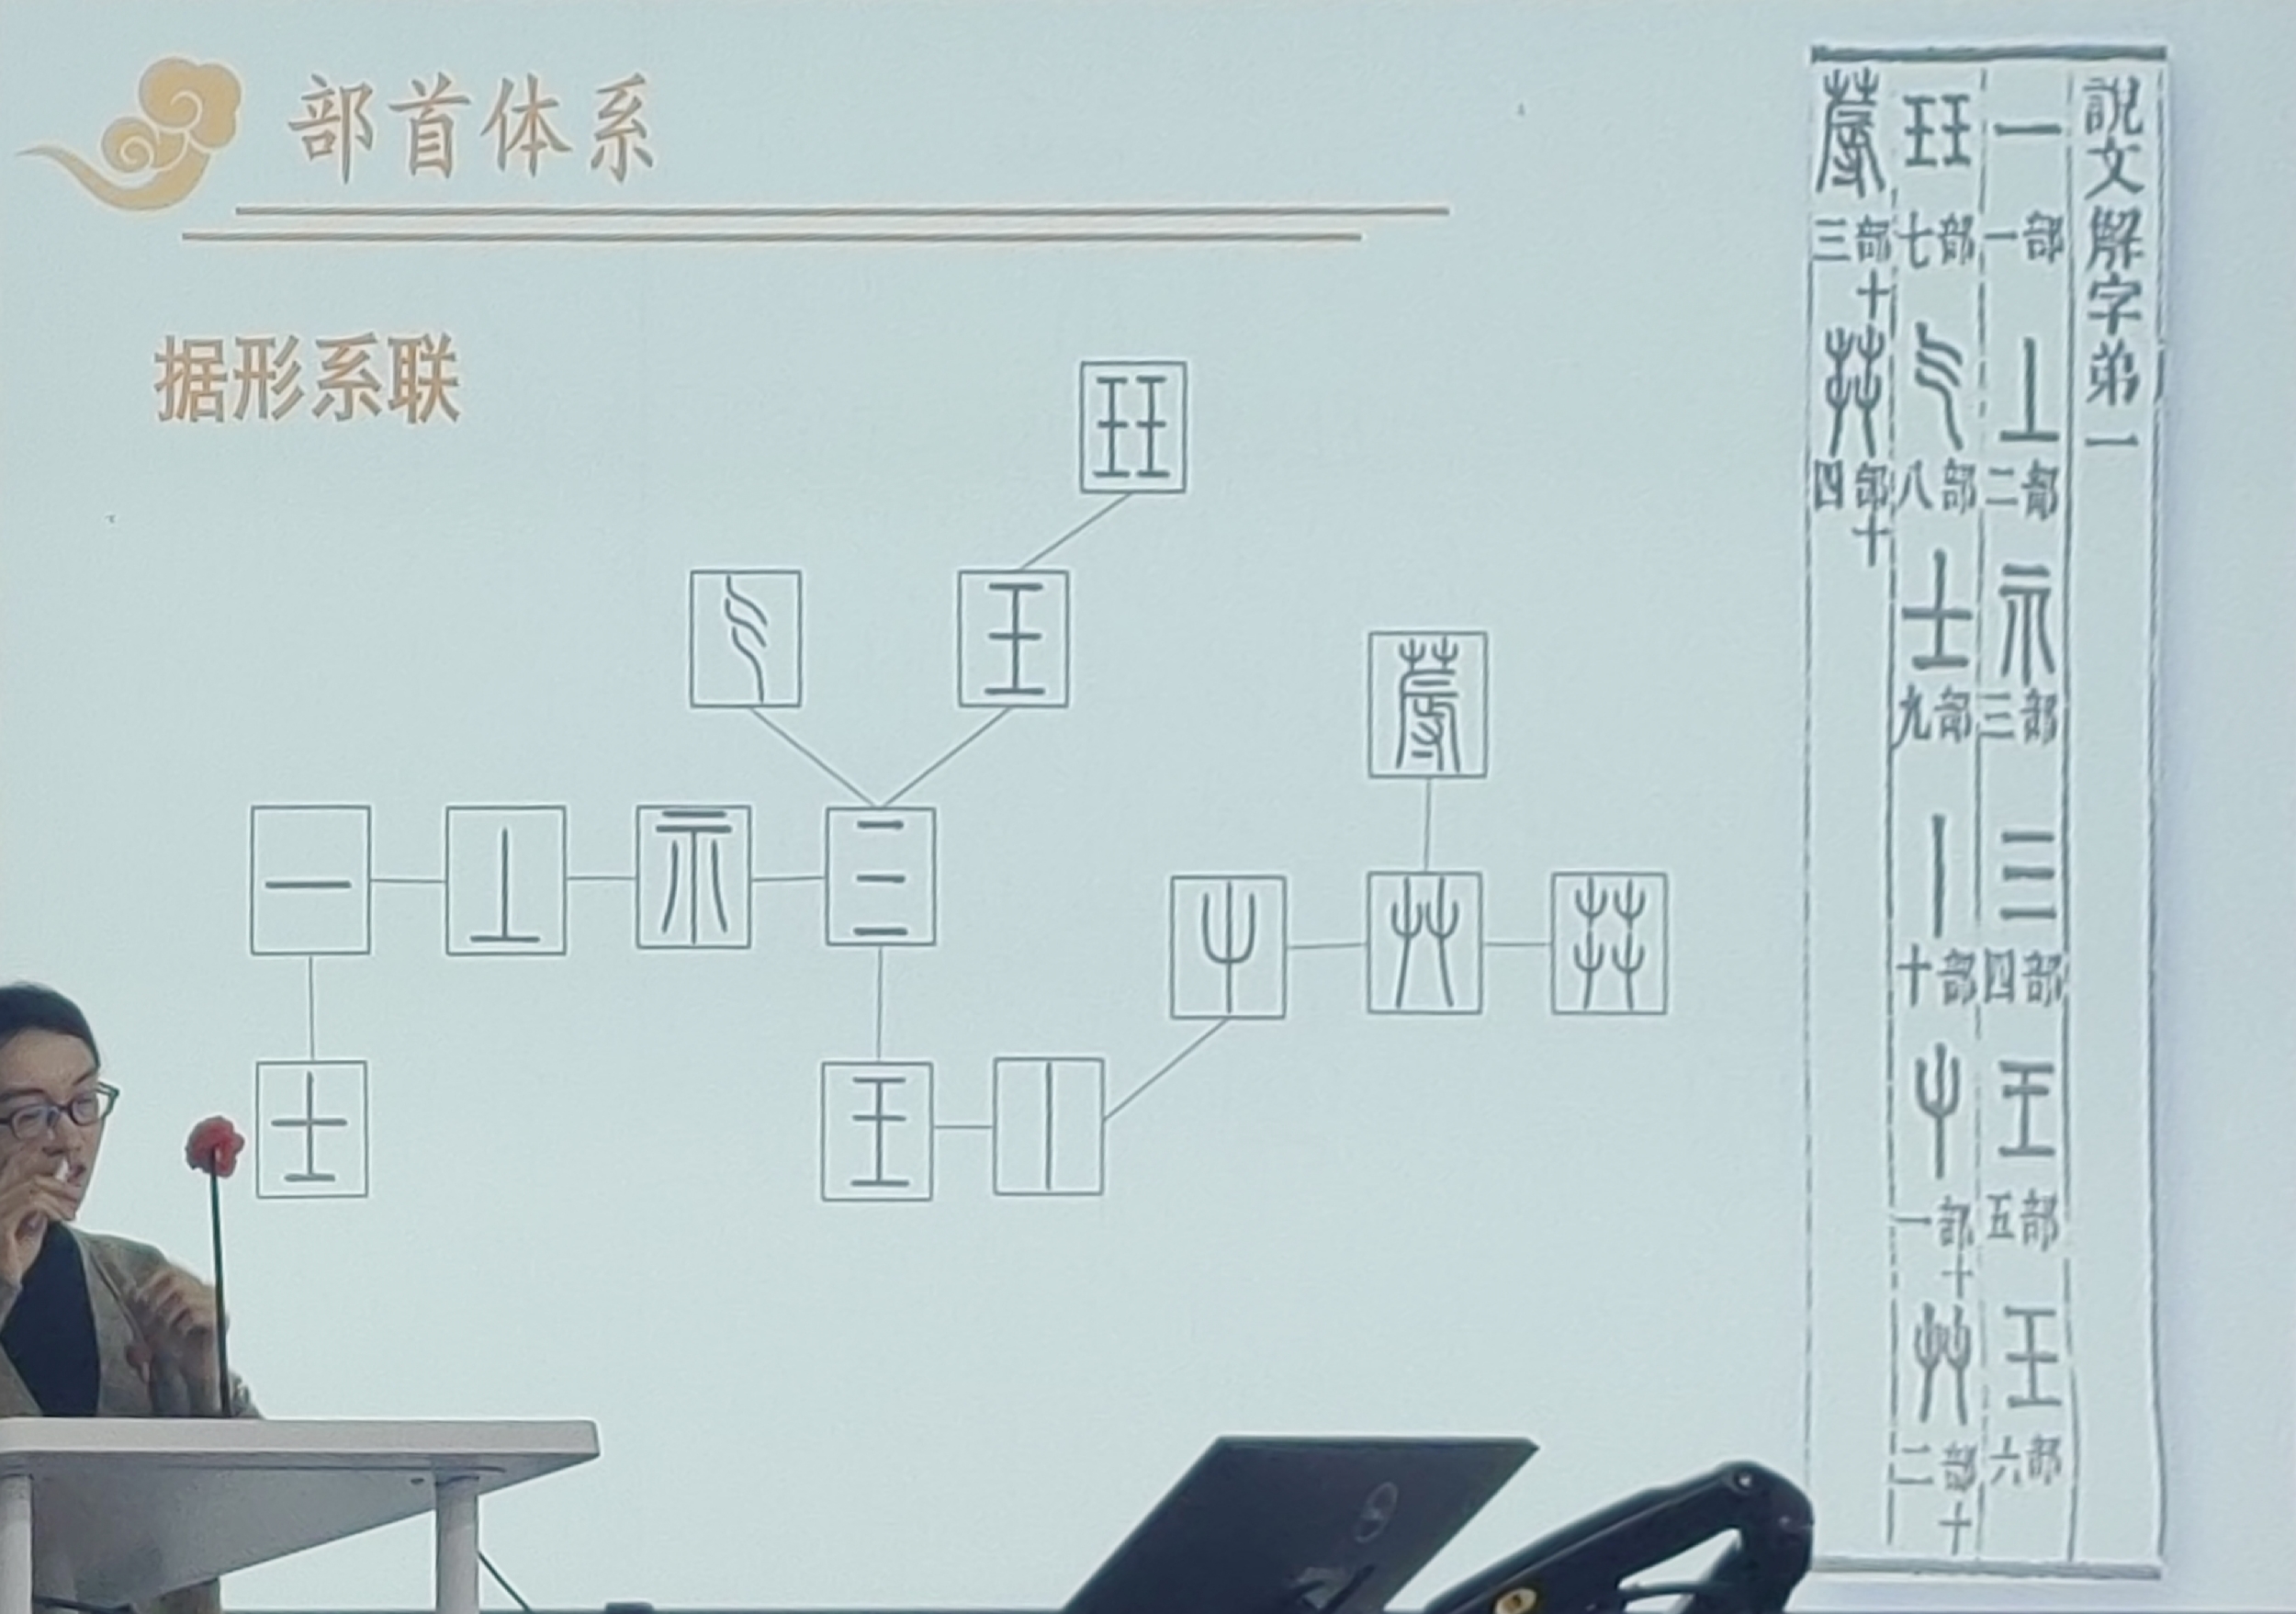 部首体系
据形系联
玨
气
玉
蓐
一
丄
示
三
屮
艸
茻
士
王
丨
說文解字弟一
一 部一 丄 部二 示 部三 三 部四 王 部五 玉 部六
玨 部七 气 部八 士 部九 丨 部十 屮 部十一 艸 部十二
蓐 部十三 茻 部十四